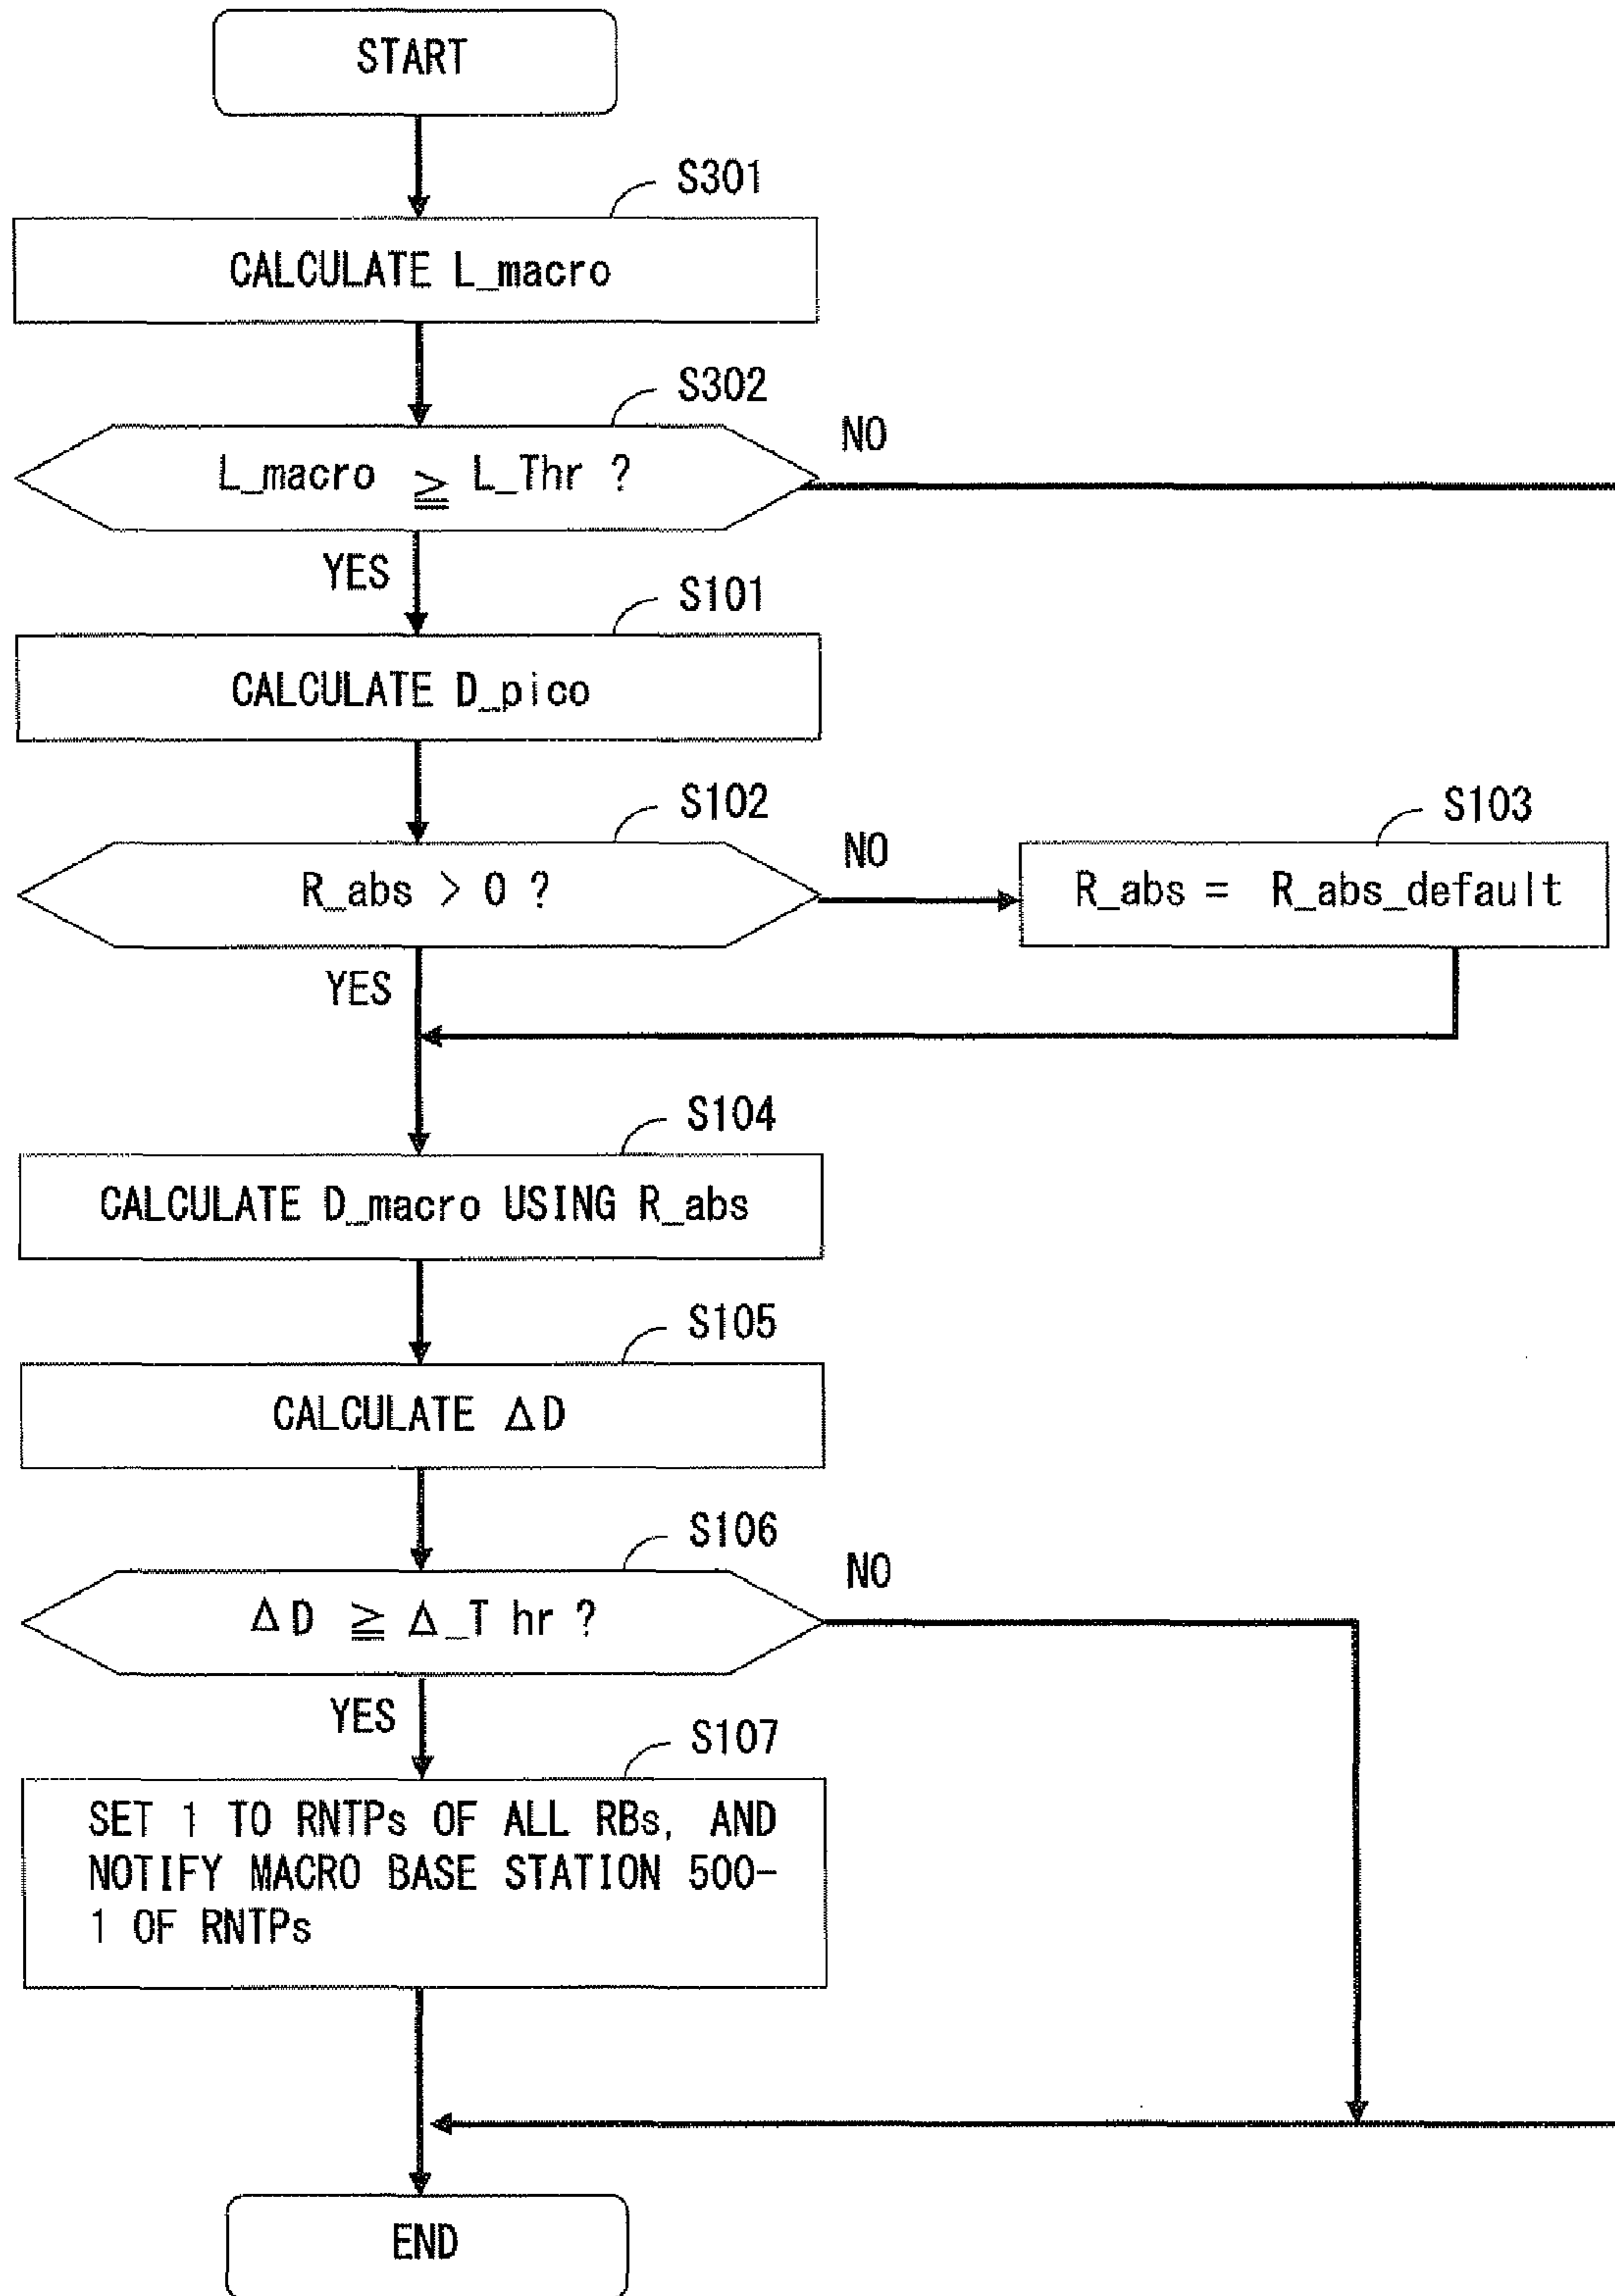 START
S301
CALCULATE L_macro
S302
L_macro ≧ L_Thr ?
NO
YES
S101
CALCULATE D_pico
S102
R_abs > 0 ?
NO
S103
R_abs = R_abs_default
YES
S104
CALCULATE D_macro USING R_abs
S105
CALCULATE ΔD
S106
ΔD ≧ Δ_T hr ?
NO
YES
S107
SET 1 TO RNTPs OF ALL RBs, AND
NOTIFY MACRO BASE STATION 500-
1 OF RNTPs
END